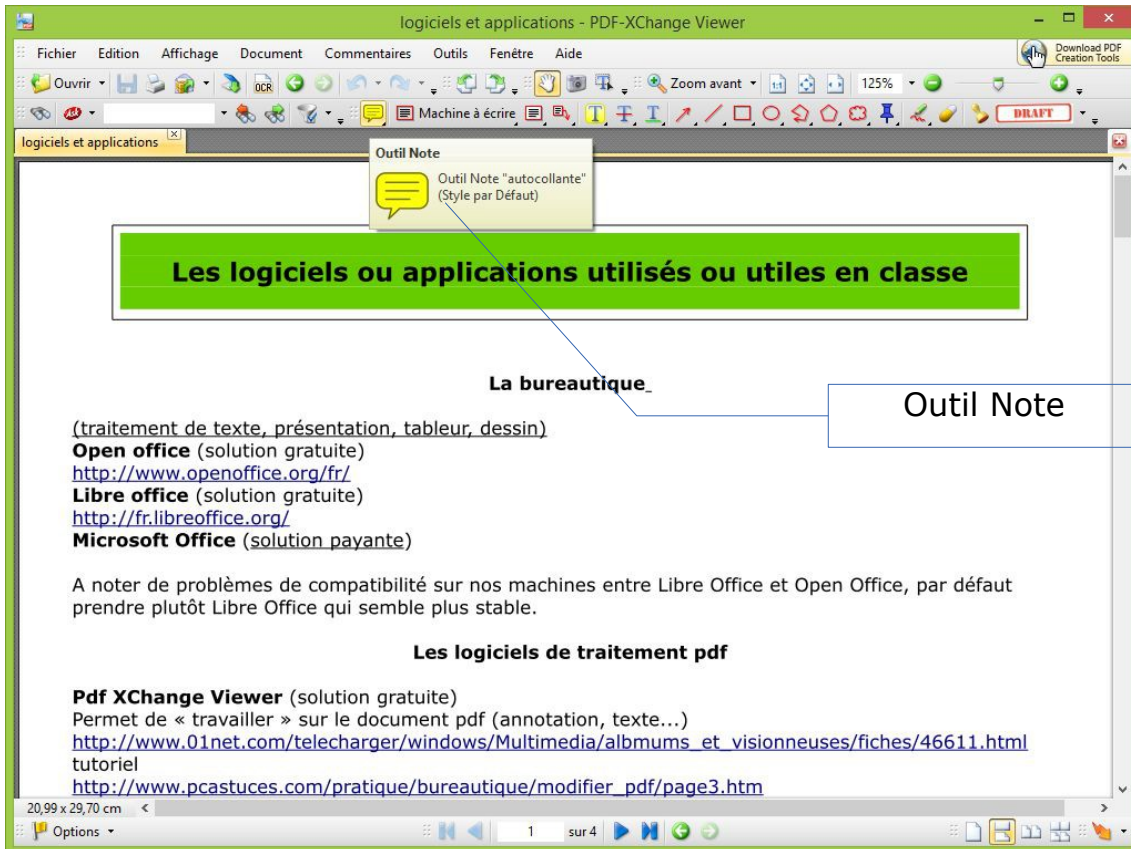 logiciels et applications - PDF-XChange Viewer
Fichier Edition Affichage Document Commentaires Outils Fenêtre Aide
Download PDF
Creation Tools
Ouvrir OCR Zoom avant 1:1 125%
Machine à écrire T T I DRAFT
logiciels et applications
Outil Note
Outil Note "autocollante"
(Style par Défaut)
Les logiciels ou applications utilisés ou utiles en classe
La bureautique
Outil Note
(traitement de texte, présentation, tableur, dessin)
Open office (solution gratuite)
http://www.openoffice.org/fr/
Libre office (solution gratuite)
http://fr.libreoffice.org/
Microsoft Office (solution payante)
A noter de problèmes de compatibilité sur nos machines entre Libre Office et Open Office, par défaut
prendre plutôt Libre Office qui semble plus stable.
Les logiciels de traitement pdf
Pdf XChange Viewer (solution gratuite)
Permet de « travailler » sur le document pdf (annotation, texte...)
http://www.01net.com/telecharger/windows/Multimedia/albmums_et_visionneuses/fiches/46611.html
tutoriel
http://www.pcastuces.com/pratique/bureautique/modifier_pdf/page3.htm
20,99 x 29,70 cm
Options 1 sur 4